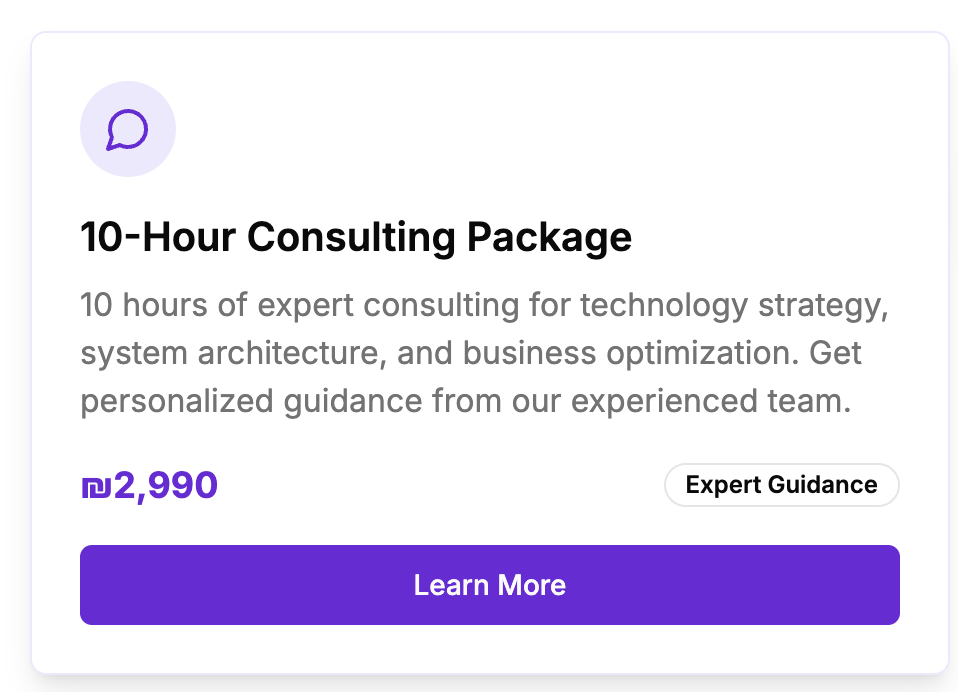 10-Hour Consulting Package
10 hours of expert consulting for technology strategy,
system architecture, and business optimization. Get
personalized guidance from our experienced team.
₪2,990
Expert Guidance
Learn More